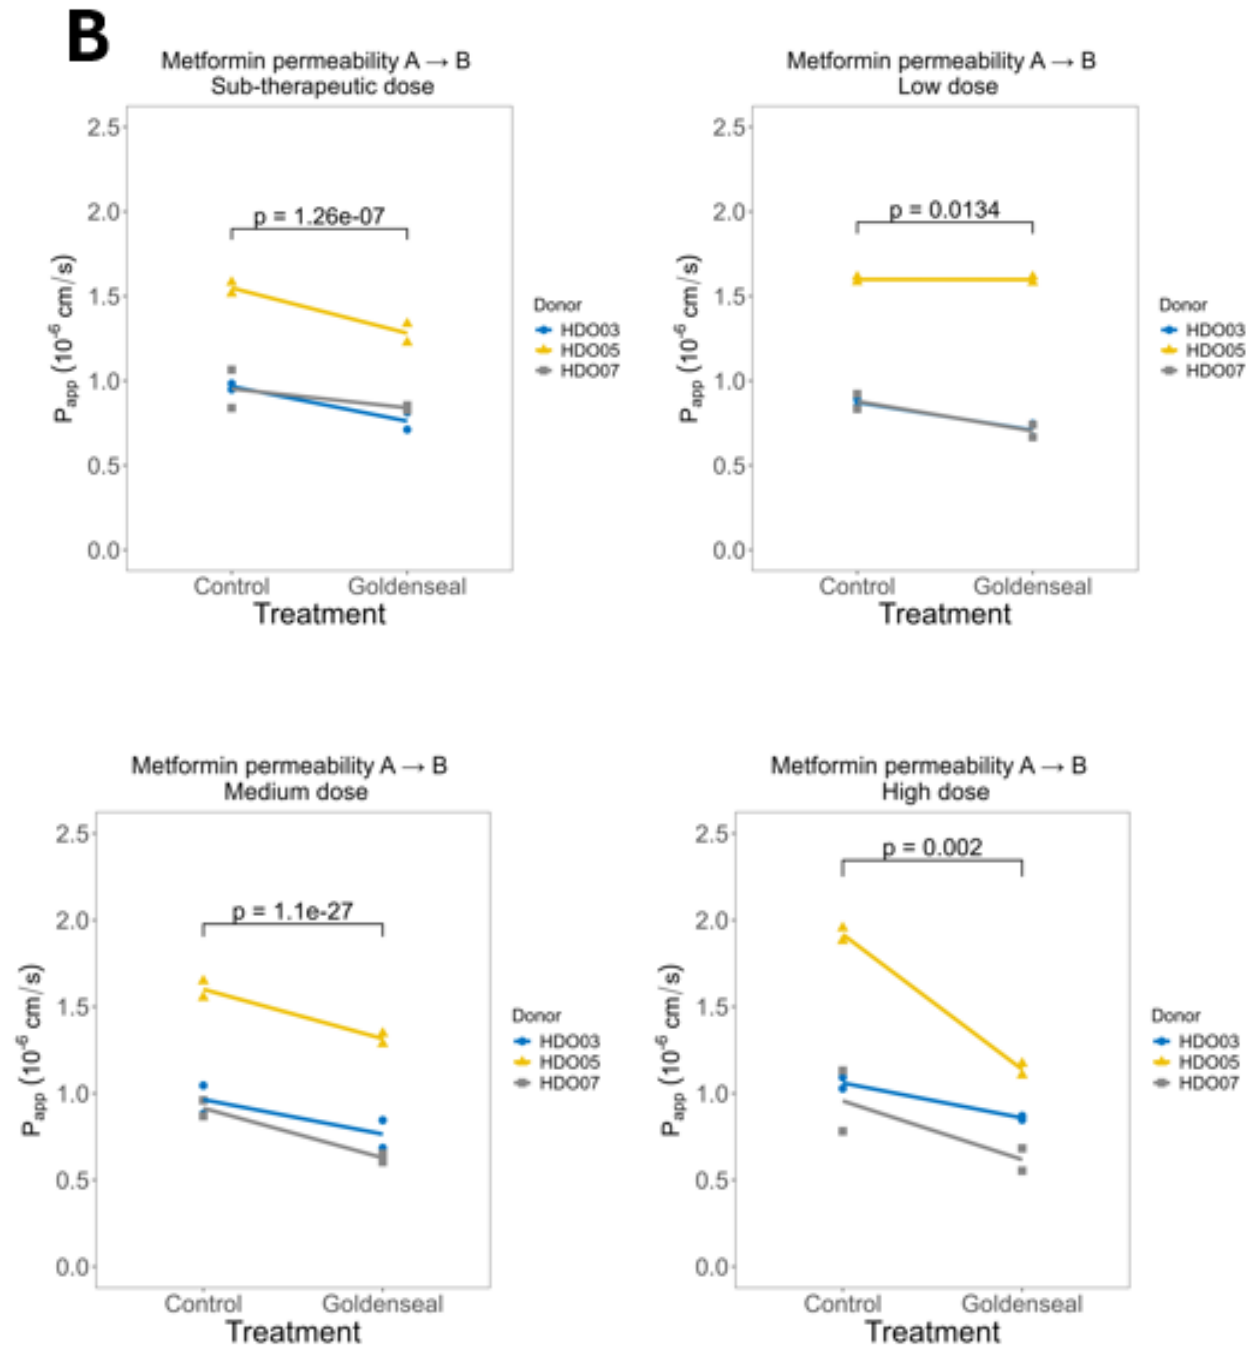 B
Metformin permeability A → B
Sub-therapeutic dose
2.5
2.0
1.5
1.0
0.5
0.0
P_app (10^-6 cm/s)
p = 1.26e-07
Control Goldenseal
Treatment
Donor
HDO03
HDO05
HDO07
Metformin permeability A → B
Low dose
2.5
2.0
1.5
1.0
0.5
0.0
P_app (10^-6 cm/s)
p = 0.0134
Control Goldenseal
Treatment
Donor
HDO03
HDO05
HDO07
Metformin permeability A → B
Medium dose
2.5
2.0
1.5
1.0
0.5
0.0
P_app (10^-6 cm/s)
p = 1.1e-27
Control Goldenseal
Treatment
Donor
HDO03
HDO05
HDO07
Metformin permeability A → B
High dose
2.5
2.0
1.5
1.0
0.5
0.0
P_app (10^-6 cm/s)
p = 0.002
Control Goldenseal
Treatment
Donor
HDO03
HDO05
HDO07